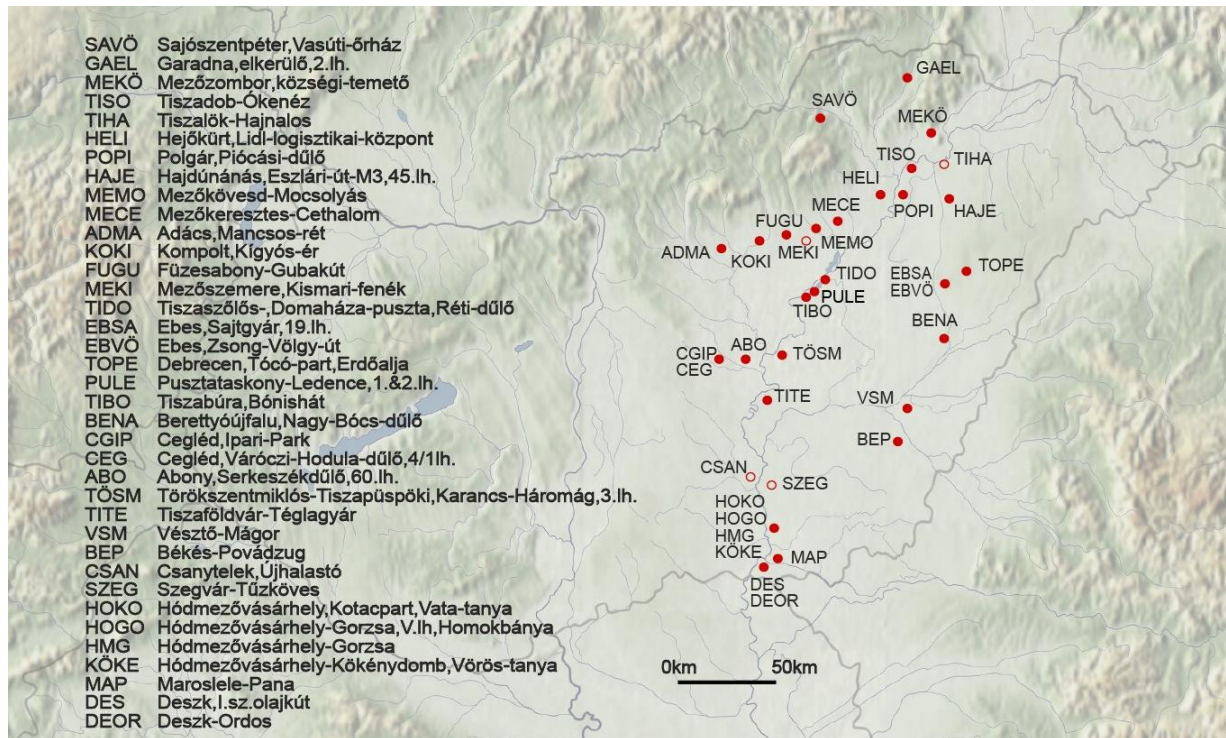 SAVÖ Sajószentpéter,Vasúti-őrház
GAEL Garadna,elkerülő,2.lh.
MEKÖ Mezőzombor,községi-temető
TISO Tiszadob-Ókenéz
TIHA Tiszalök-Hajnalos
HELI Hejőkürt,Lidl-logisztikai-központ
POPI Polgár,Piócási-dűlő
HAJE Hajdúnánás,Eszlári-út-M3,45.lh.
MEMO Mezőkövesd-Mocsolyás
MECE Mezőkeresztes-Cethalom
ADMA Adács,Mancsos-rét
KOKI Kompolt,Kígyós-ér
FUGU Füzesabony-Gubakút
MEKI Mezőszemere,Kismari-fenék
TIDO Tiszaszőlős-,Domaháza-puszta,Réti-dűlő
EBSA Ebes,Sajtgyár,19.lh.
EBVÖ Ebes,Zsong-Völgy-út
TOPE Debrecen,Tócó-part,Erdőalja
PULE Pusztataskony-Ledence,1.&2.lh.
TIBO Tiszabúra,Bónishát
BENA Berettyóújfalu,Nagy-Bócs-dűlő
CGIP Cegléd,Ipari-Park
CEG Cegléd,Váróczi-Hodula-dűlő,4/1lh.
ABO Abony,Serkeszékdűlő,60.lh.
TÖSM Törökszentmiklós-Tiszapüspöki,Karancs-Háromág,3.lh.
TITE Tiszaföldvár-Téglagyár
VSM Vésztő-Mágor
BEP Békés-Povádzug
CSAN Csanytelek,Újhalastó
SZEG Szegvár-Tűzköves
HOKO Hódmezővásárhely,Kotacpart,Vata-tanya
HOGO Hódmezővásárhely-Gorzsa,V.lh,Homokbánya
HMG Hódmezővásárhely-Gorzsa
KÖKE Hódmezővásárhely-Kökénydomb,Vörös-tanya
MAP Maroslele-Pana
DES Deszk,I.sz.olajkút
DEOR Deszk-Ordos
GAEL
SAVÖ
MEKÖ
TISO
TIHA
HELI
POPI
HAJE
MECE
FUGU
MEMO
MEKI
ADMA
KOKI
TIDO
PULE
TIBO
EBSA
EBVÖ
TOPE
BENA
CGIP
CEG
ABO
TÖSM
TITE
VSM
BEP
CSAN
SZEG
HOKO
HOGO
HMG
KÖKE
MAP
DES
DEOR
0km 50km